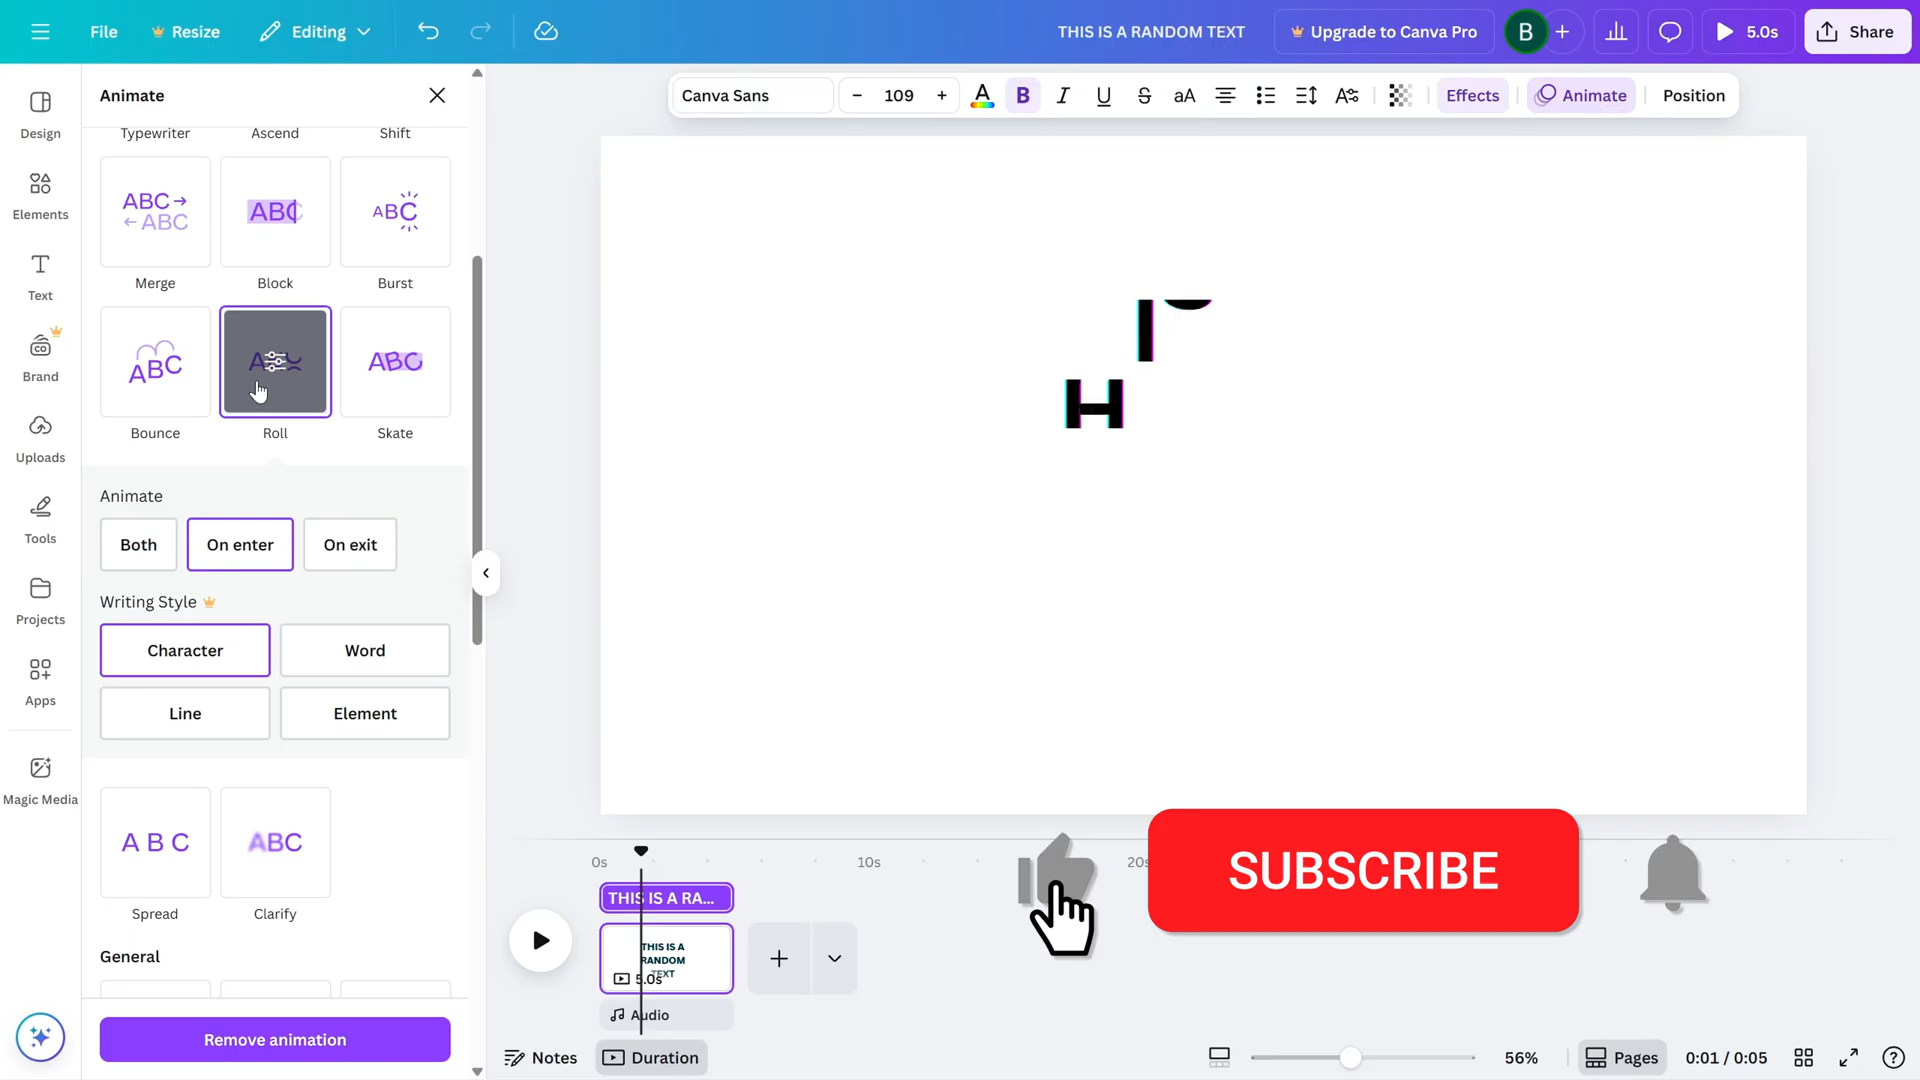 File
Resize
Editing
THIS IS A RANDOM TEXT
Upgrade to Canva Pro
B
5.0s
Share
Design
Elements
Text
Brand
Uploads
Tools
Projects
Apps
Magic Media
Animate
Typewriter Ascend Shift
ABC ABC ABC
ABC
Merge Block Burst
ABC ABC
Bounce Roll Skate
Animate
Both On enter On exit
Writing Style
Character Word
Line Element
A B C ABC
Spread Clarify
General
Remove animation
Canva Sans 109 A B I U S aA Effects Animate Position
H
0s 10s
SUBSCRIBE
THIS IS A RA...
THIS IS A
RANDOM
TEXT
5.0s
Audio
Notes Duration 56% Pages 0:01 / 0:05